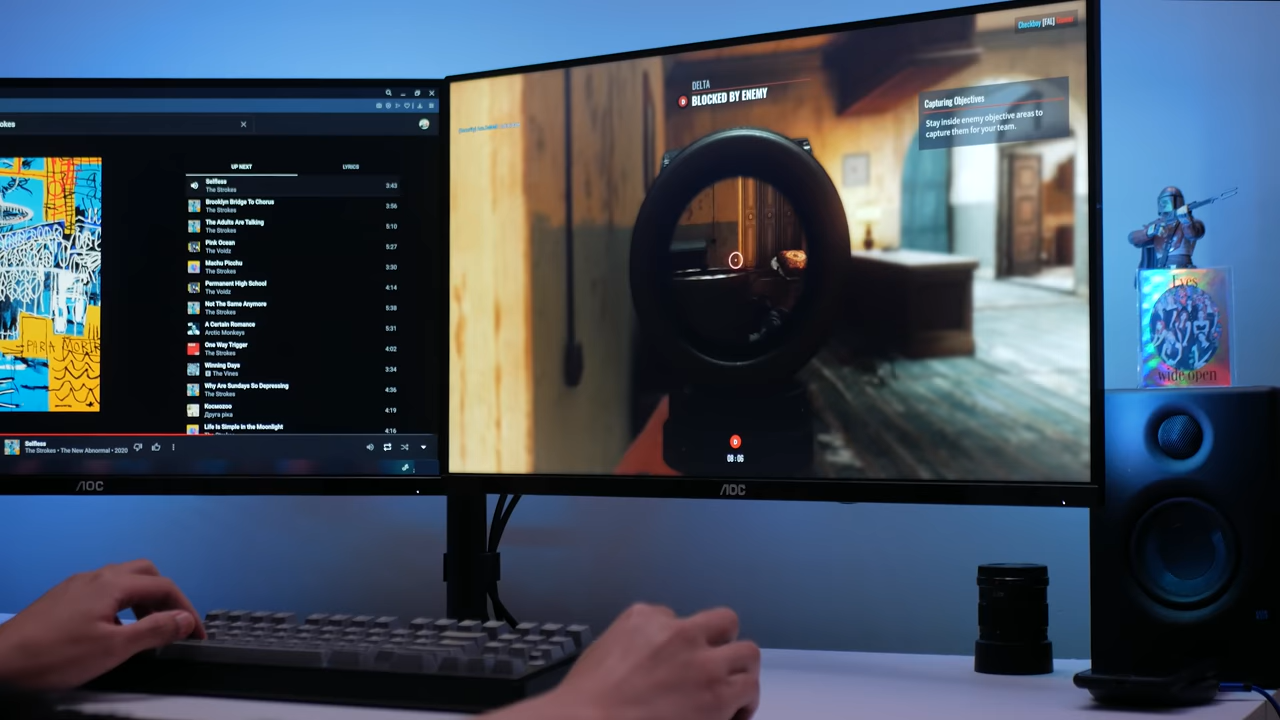 okes
UP NEXT
LYRICS
Selfless
The Strokes
3:43
Brooklyn Bridge To Chorus
The Strokes
3:56
The Adults Are Talking
The Strokes
5:10
Pink Ocean
The Voidz
5:27
Machu Picchu
The Strokes
3:30
Permanent High School
The Voidz
4:14
Not The Same Anymore
The Strokes
5:38
A Certain Romance
Arctic Monkeys
5:31
One Way Trigger
The Strokes
4:02
Winning Days
The Vines
3:34
Why Are Sundays So Depressing
The Strokes
4:36
Космозоо
Друга ріка
4:19
Life Is Simple in the Moonlight
4:16
Selfless
The Strokes • The New Abnormal • 2020
AOC
Checkboy [FAL]
DELTA
D BLOCKED BY ENEMY
Capturing Objectives
Stay inside enemy objective areas to
capture them for your team.
D
08:06
AOC
Eyes
wide open